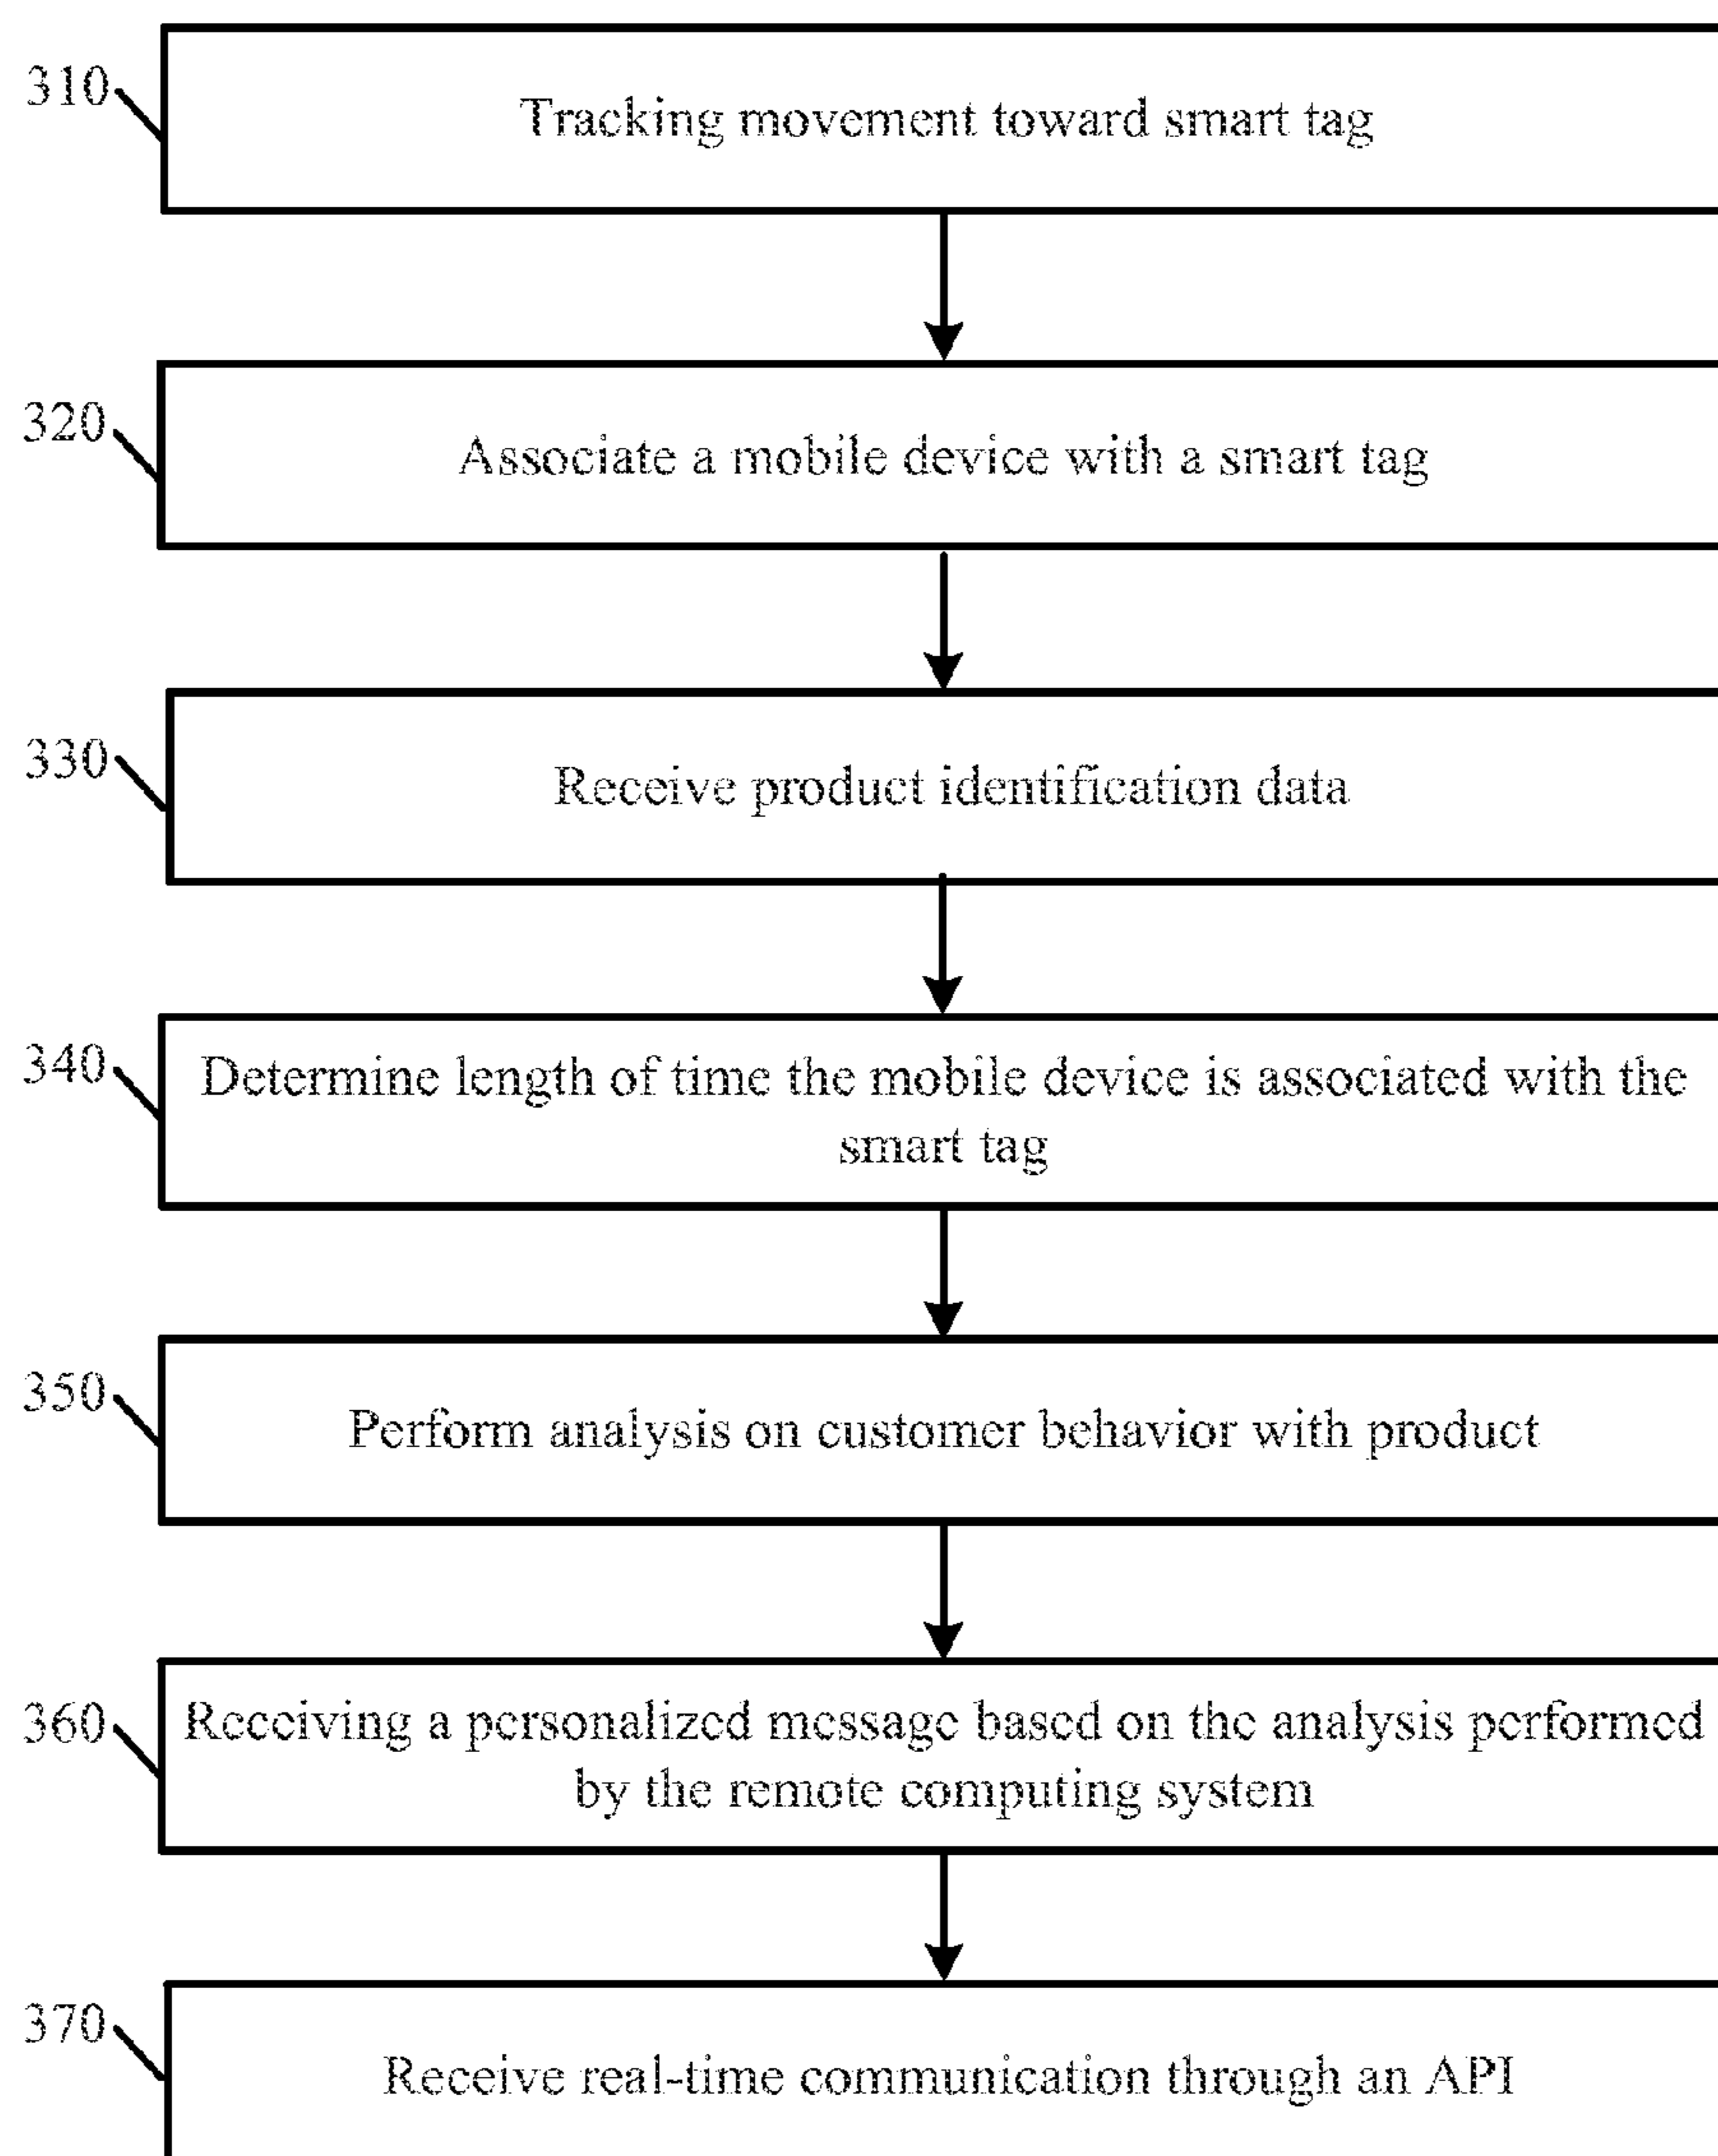 310
Tracking movement toward smart tag
320
Associate a mobile device with a smart tag
330
Receive product identification data
340
Determine length of time the mobile device is associated with the
smart tag
350
Perform analysis on customer behavior with product
360
Receiving a personalized message based on the analysis performed
by the remote computing system
370
Receive real-time communication through an API